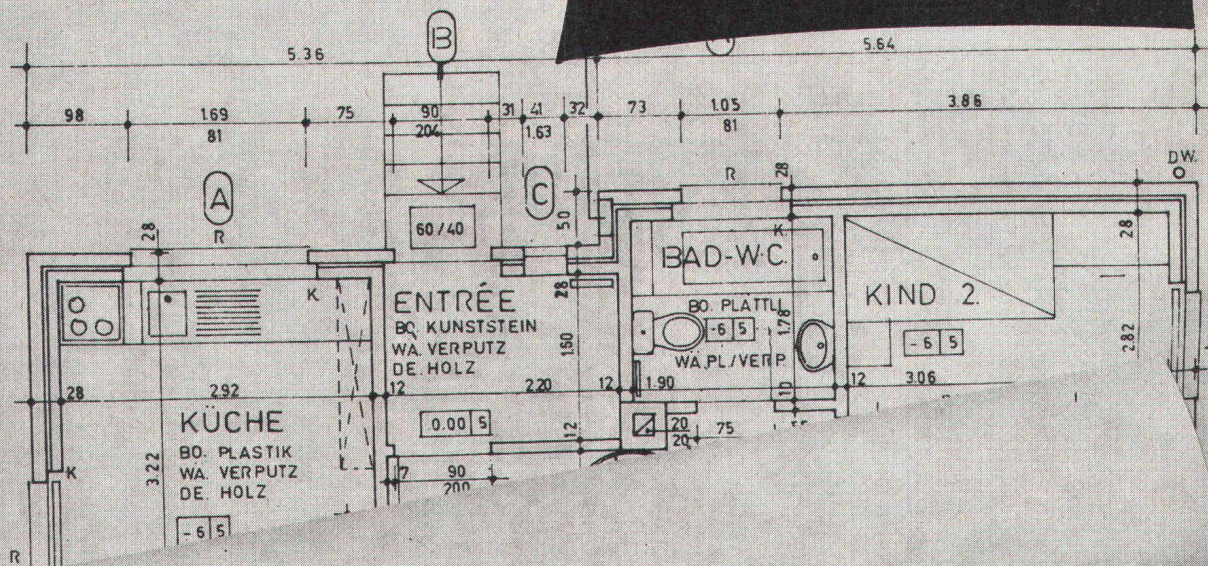 B
5.36
5.64
98
1.69
75
90
31
41
32
73
1.05
3.86
81
204
1.63
81
DW.
28
R
A
C
R
28
50
28
60/40
K
BAD-W.C.
KIND 2.
K
ENTRÉE
BO. KUNSTSTEIN
WA. VERPUTZ
DE. HOLZ
28
1.60
BO. PLÄTTLI
-6 5
1.78
WA.PL./VERP.
-6 5
2.82
28
2.92
12
2.20
12
1.90
10
12
3.06
KÜCHE
BO. PLASTIK
WA. VERPUTZ
DE. HOLZ
3.22
K
0.00 5
12
20
20
75
7
90
200
-6 5
R